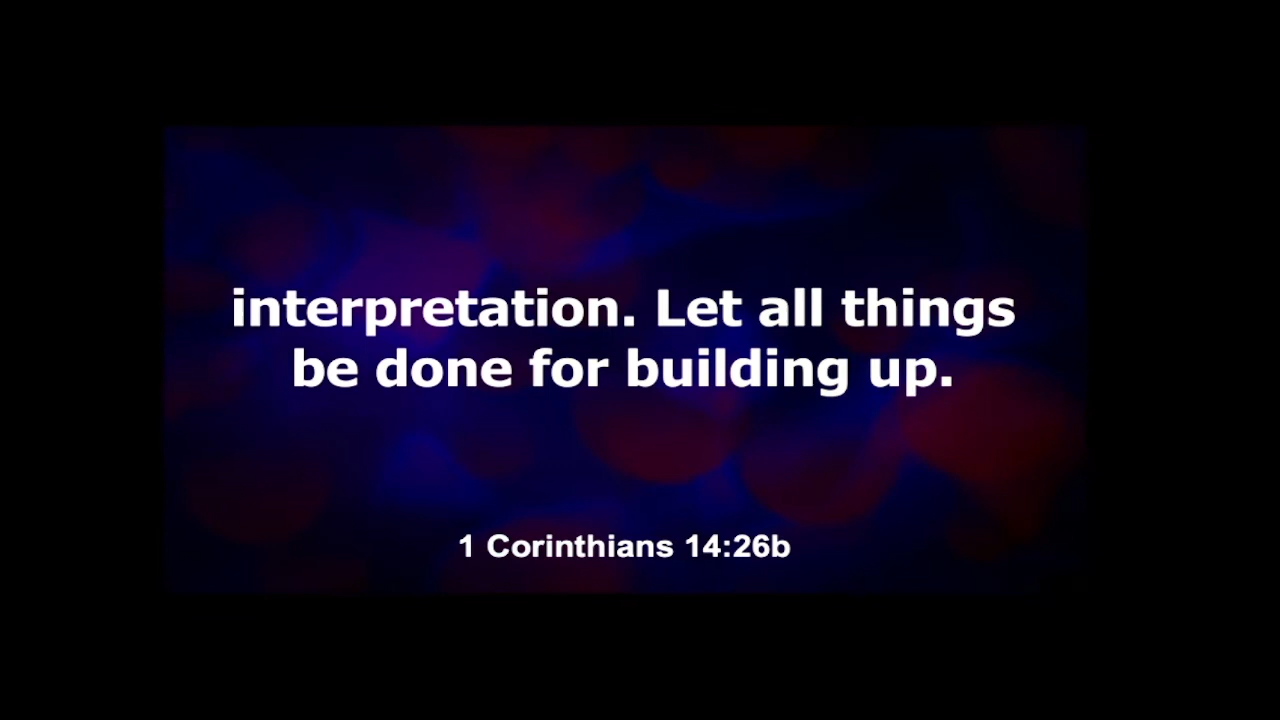 interpretation. Let all things
be done for building up.
1 Corinthians 14:26b